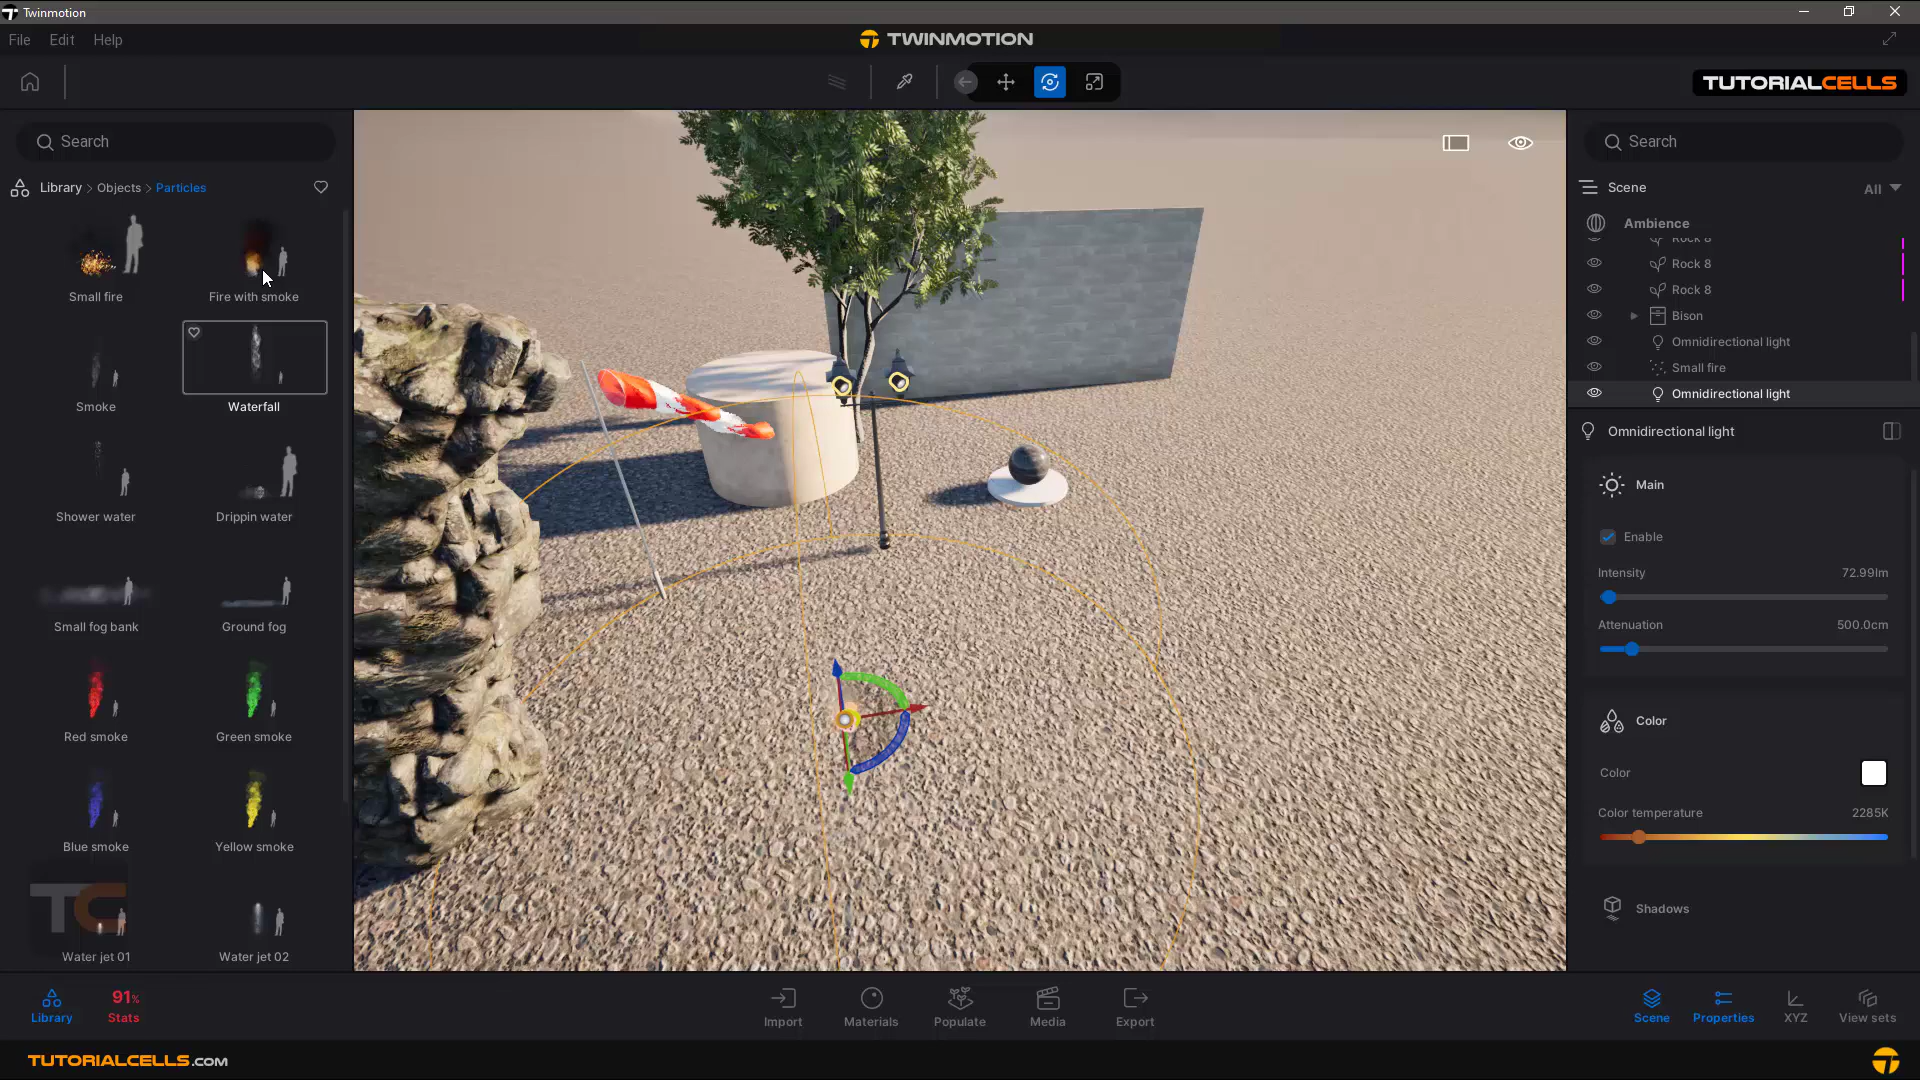 Twinmotion
File Edit Help
TWINMOTION
TUTORIALCELLS
Search
Library > Objects > Particles
Small fire
Fire with smoke
Smoke
Waterfall
Shower water
Drippin water
Small fog bank
Ground fog
Red smoke
Green smoke
Blue smoke
Yellow smoke
TC
Water jet 01
Water jet 02
Search
Scene
All
Ambience
Rock 8
Rock 8
Rock 8
Bison
Omnidirectional light
Small fire
Omnidirectional light
Omnidirectional light
Main
Enable
Intensity 72.99lm
Attenuation 500.0cm
Color
Color
Color temperature 2285K
Shadows
Library
91%
Stats
Import
Materials
Populate
Media
Export
Scene
Properties
XYZ
View sets
TUTORIALCELLS.COM